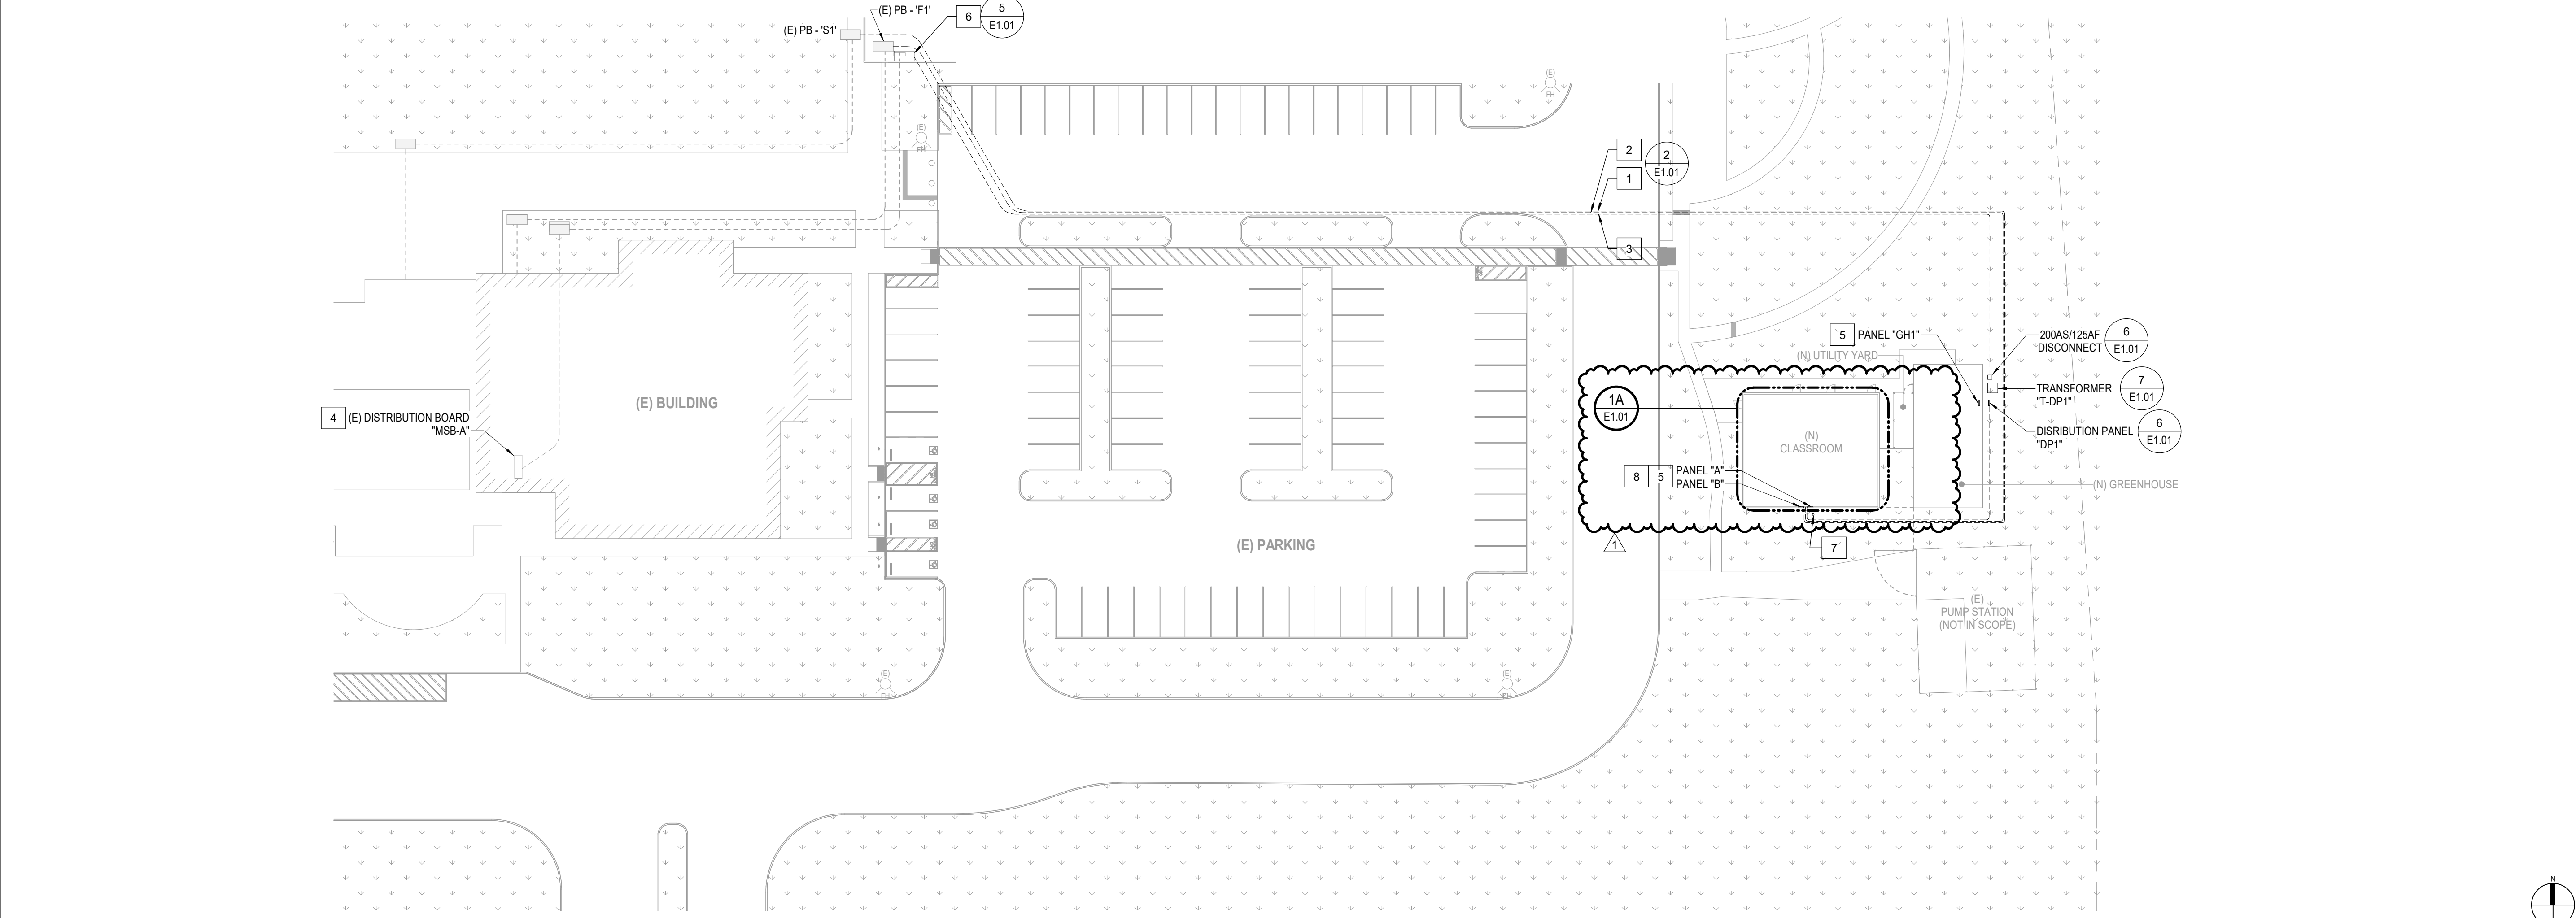 (E) PB - 'F1'
6
5
E1.01
(E) PB - 'S1'
(E)
FH
(E)
FH
2
1
2
E1.01
3
5
PANEL "GH1"
(N) UTILITY YARD
200AS/125AF
DISCONNECT
6
E1.01
TRANSFORMER
"T-DP1"
7
E1.01
DISRIBUTION PANEL
"DP1"
6
E1.01
1A
E1.01
(N)
CLASSROOM
(E) BUILDING
4
(E) DISTRIBUTION BOARD
"MSB-A"
8
5
PANEL "A"
PANEL "B"
(N) GREENHOUSE
(E) PARKING
1
7
(E)
PUMP STATION
(NOT IN SCOPE)
(E)
FH
(E)
FH
N